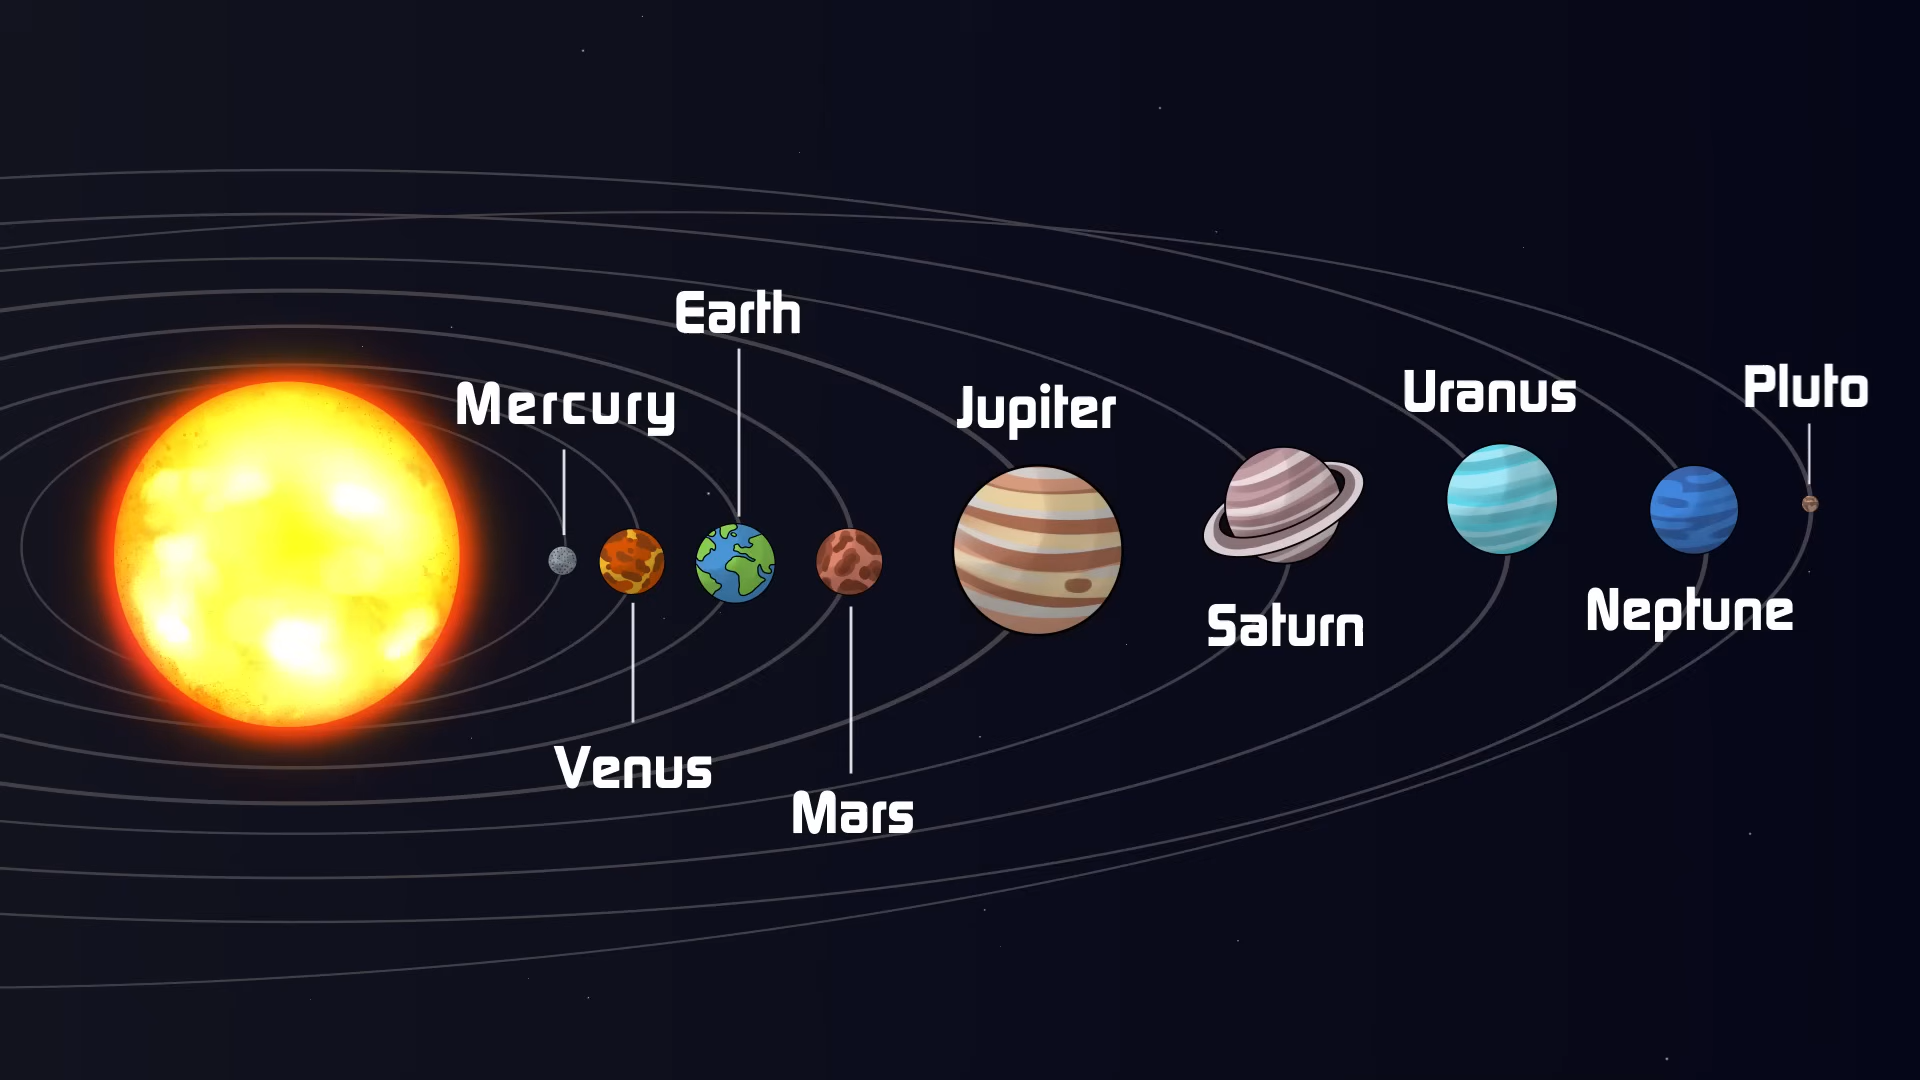 Mercury
Venus
Earth
Mars
Jupiter
Saturn
Uranus
Neptune
Pluto